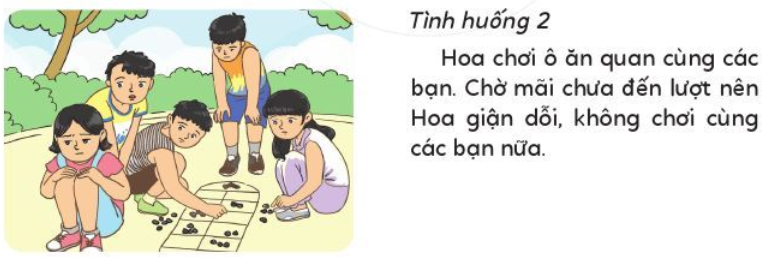 Tình huống 2
Hoa chơi ô ăn quan cùng các
bạn. Chờ mãi chưa đến lượt nên
Hoa giận dỗi, không chơi cùng
các bạn nữa.